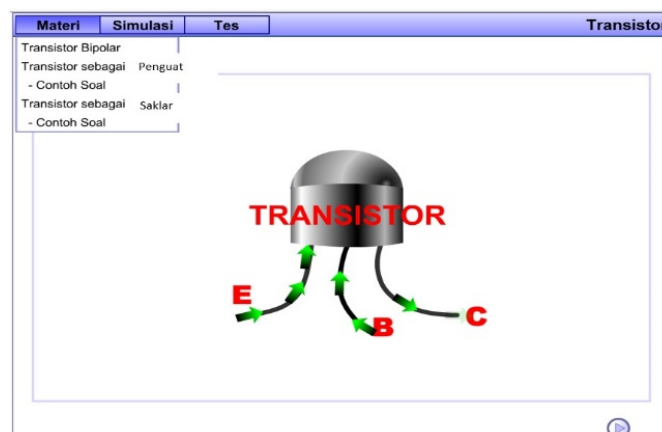 Materi Simulasi Tes Transistor
Transistor Bipolar
Transistor sebagai Penguat
- Contoh Soal
Transistor sebagai Saklar
- Contoh Soal
TRANSISTOR
E
B
C